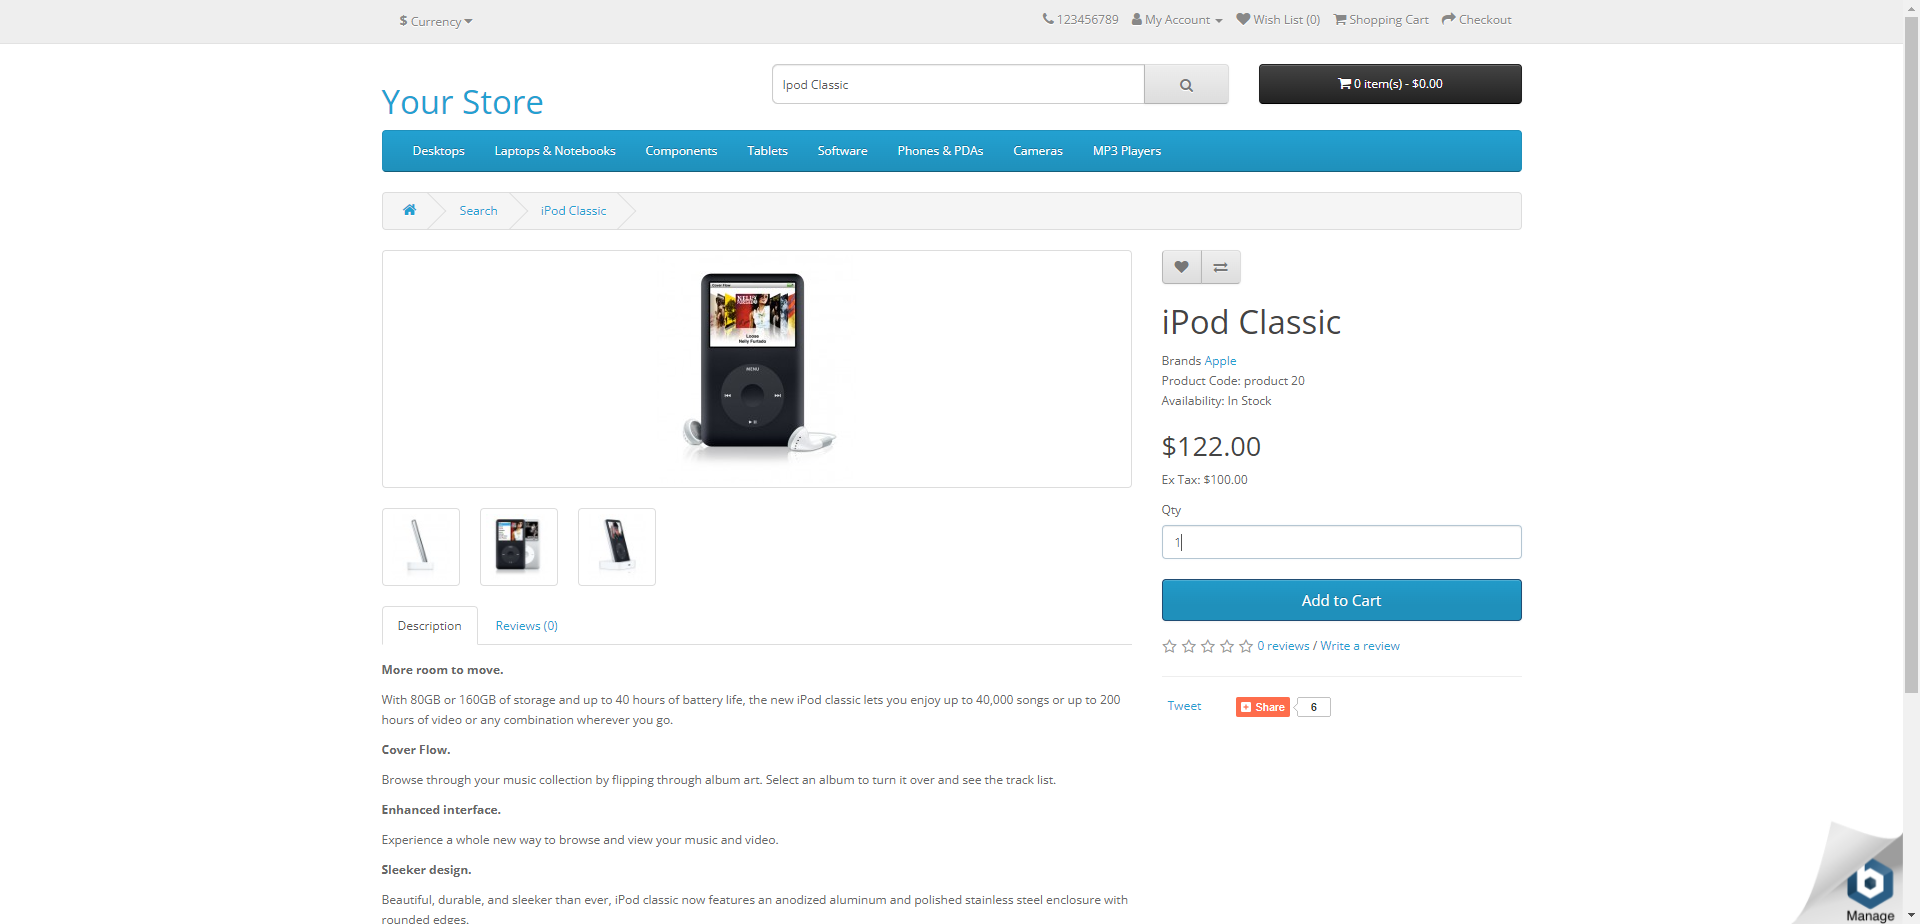 $ Currency
123456789 My Account Wish List (0) Shopping Cart Checkout
Your Store
Ipod Classic
0 item(s) - $0.00
Desktops Laptops & Notebooks Components Tablets Software Phones & PDAs Cameras MP3 Players
Search iPod Classic
Cover Flow
Loose
Nelly Furtado
MENU
iPod Classic
Brands Apple
Product Code: product 20
Availability: In Stock
$122.00
Ex Tax: $100.00
Qty
1
Add to Cart
0 reviews / Write a review
Tweet
Share 6
Description Reviews (0)
More room to move.
With 80GB or 160GB of storage and up to 40 hours of battery life, the new iPod classic lets you enjoy up to 40,000 songs or up to 200
hours of video or any combination wherever you go.
Cover Flow.
Browse through your music collection by flipping through album art. Select an album to turn it over and see the track list.
Enhanced interface.
Experience a whole new way to browse and view your music and video.
Sleeker design.
Beautiful, durable, and sleeker than ever, iPod classic now features an anodized aluminum and polished stainless steel enclosure with
rounded edges.
b
Manage